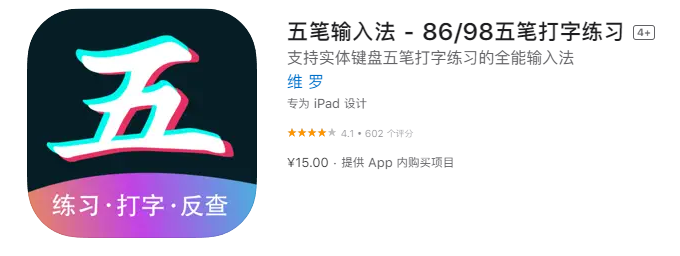 五
练习·打字·反查
五笔输入法 - 86/98五笔打字练习 4+
支持实体键盘五笔打字练习的全能输入法
维 罗
专为 iPad 设计
★★★★★ 4.1 • 602 个评分
¥15.00 · 提供 App 内购买项目